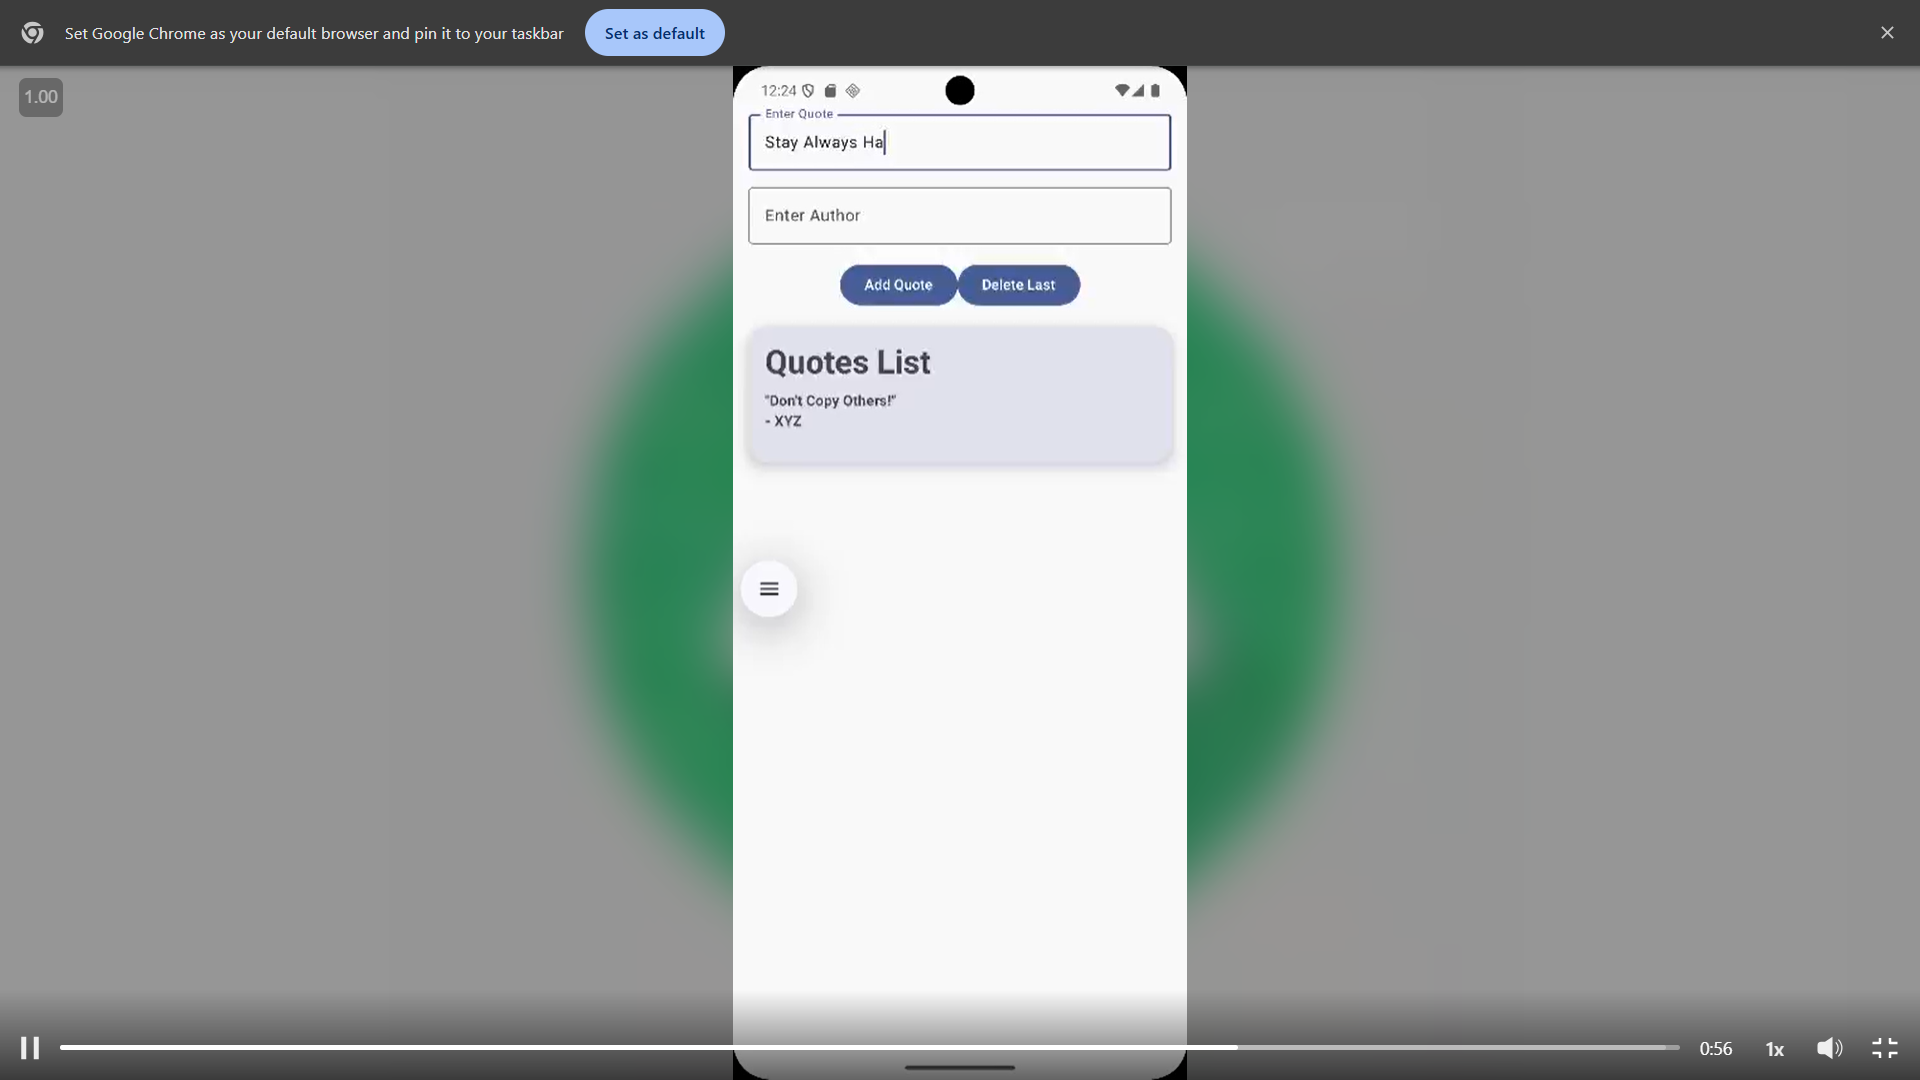 Set Google Chrome as your default browser and pin it to your taskbar
Set as default
1.00
12:24
Enter Quote
Stay Always Ha
Enter Author
Add Quote
Delete Last
Quotes List
"Don't Copy Others!"
- XYZ
0:56
1x